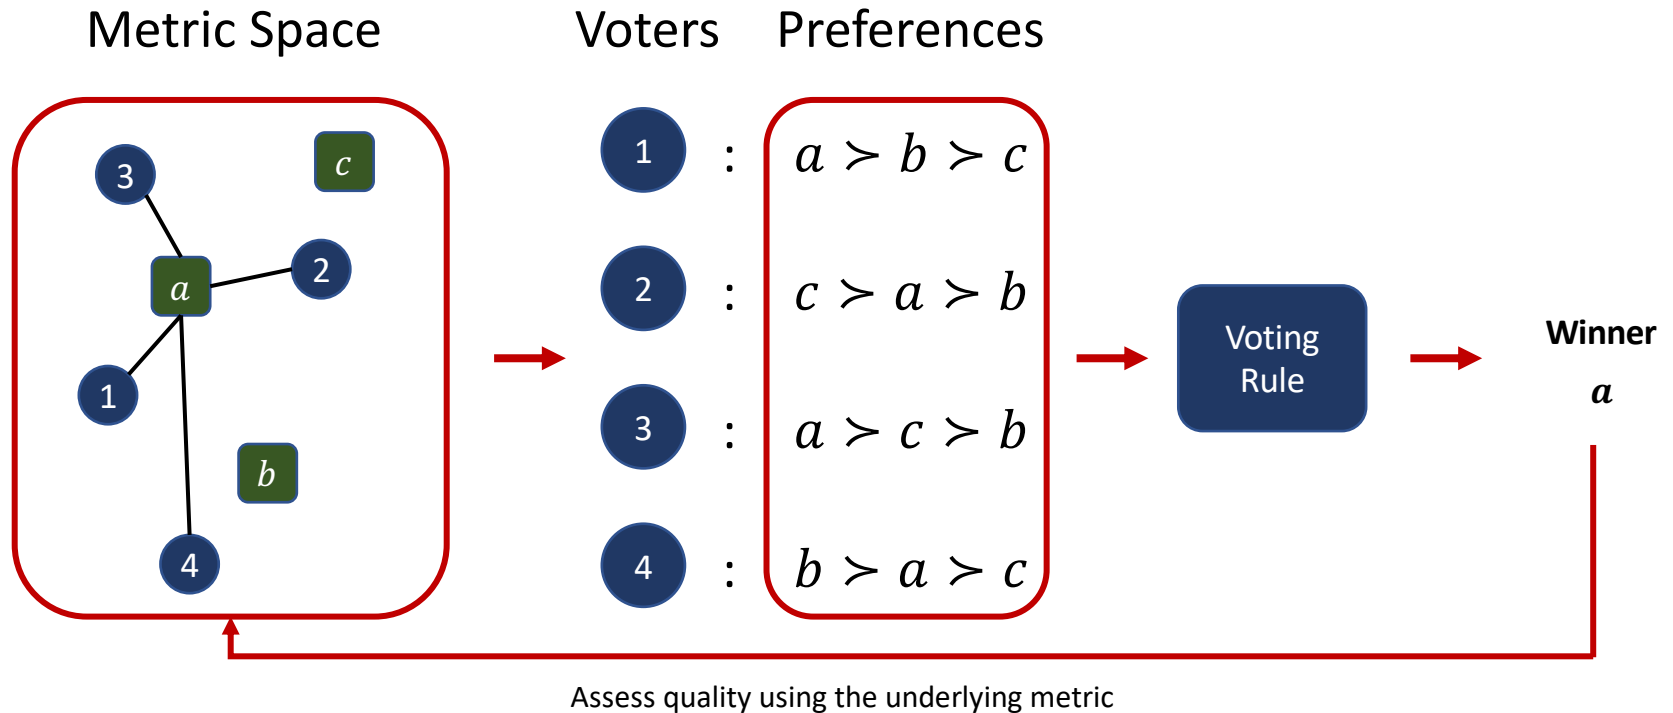 Metric Space
Voters
Preferences
3
c
a
2
1
b
4
1 : a ≻ b ≻ c
2 : c ≻ a ≻ b
3 : a ≻ c ≻ b
4 : b ≻ a ≻ c
Voting
Rule
Winner
a
Assess quality using the underlying metric